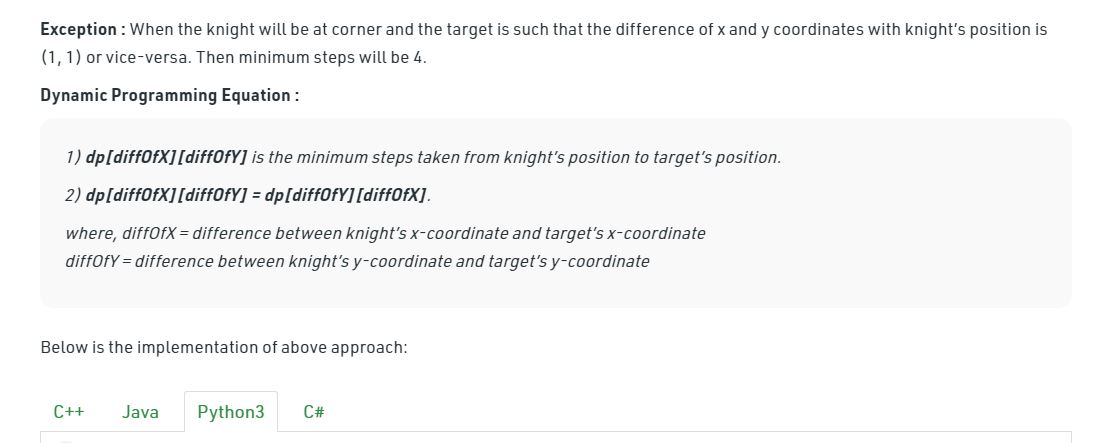 Exception : When the knight will be at corner and the target is such that the difference of x and y coordinates with knight's position is
(1, 1) or vice-versa. Then minimum steps will be 4.
Dynamic Programming Equation :
1) dp[diffOfX][diffOfY] is the minimum steps taken from knight's position to target's position.
2) dp[diffOfX][diffOfY] = dp[diffOfY][diffOfX].
where, diffOfX = difference between knight's x-coordinate and target's x-coordinate
diffOfY = difference between knight's y-coordinate and target's y-coordinate
Below is the implementation of above approach:
C++ Java Python3 C#